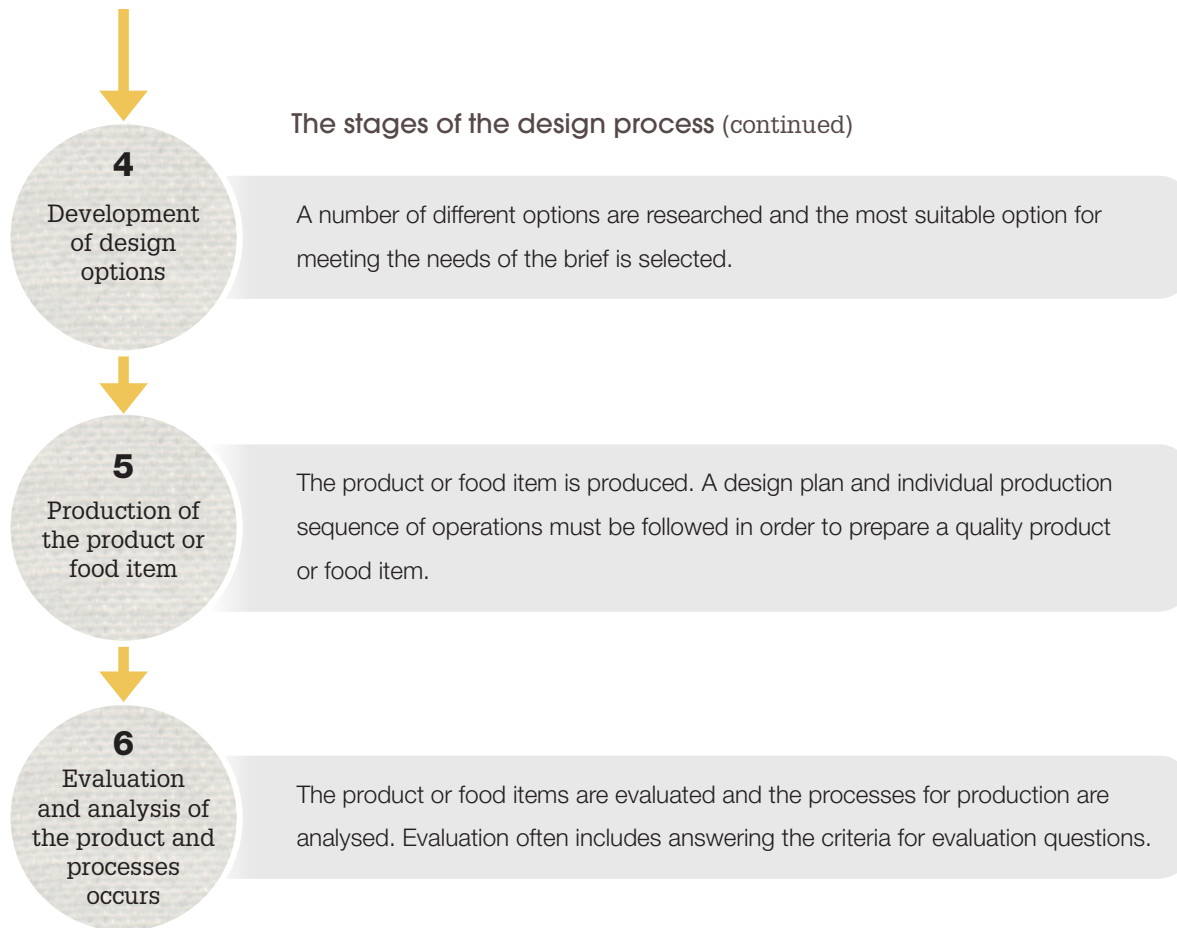 The stages of the design process (continued)
4
Development
of design
options
A number of different options are researched and the most suitable option for
meeting the needs of the brief is selected.
5
Production of
the product or
food item
The product or food item is produced. A design plan and individual production
sequence of operations must be followed in order to prepare a quality product
or food item.
6
Evaluation
and analysis of
the product and
processes
occurs
The product or food items are evaluated and the processes for production are
analysed. Evaluation often includes answering the criteria for evaluation questions.